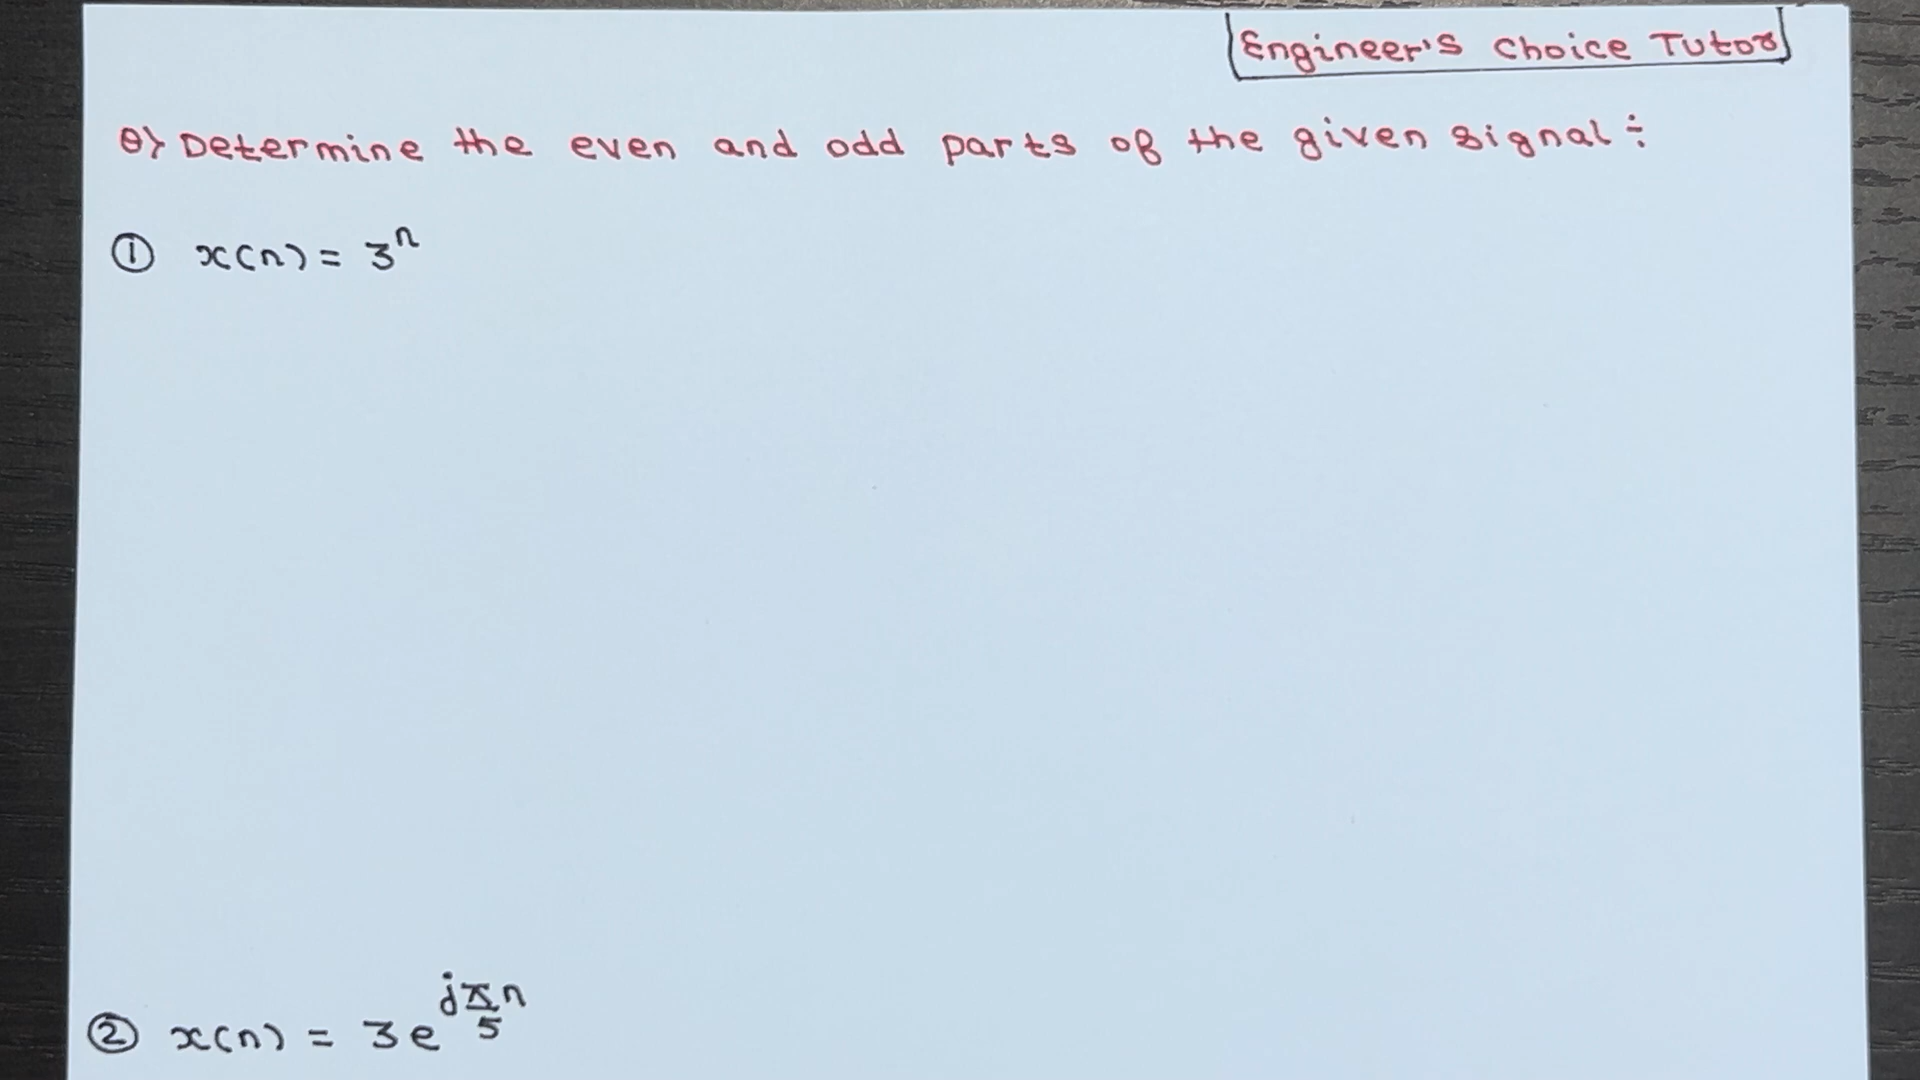 Engineer's Choice Tutor
Q> Determine the even and odd parts of the given signal ÷
① x(n) = 3ⁿ
② x(n) = 3e^{jπ/5 n}